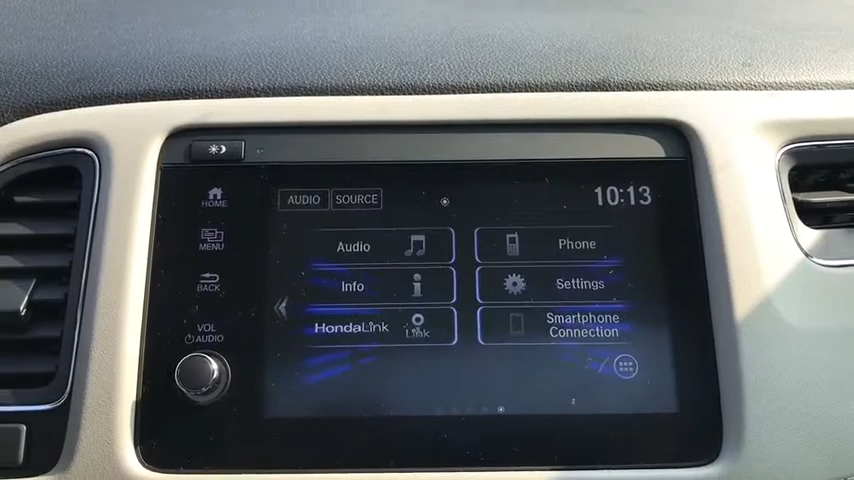 HOME
MENU
BACK
VOL
AUDIO
AUDIO
SOURCE
10:13
Audio
Phone
Info
Settings
HondaLink
Link
Smartphone
Connection